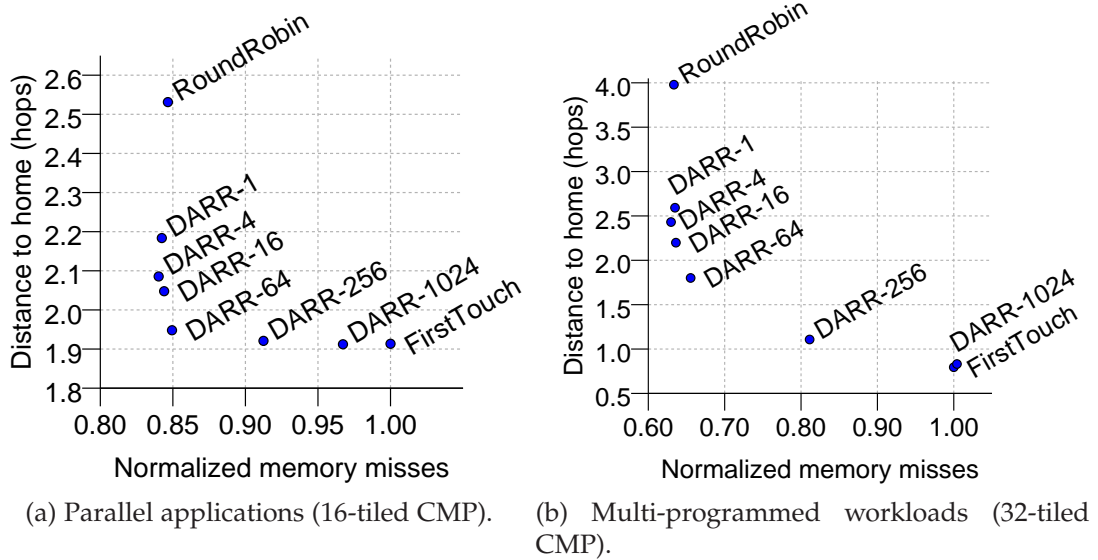 Distance to home (hops)
2.6
2.5
2.4
2.3
2.2
2.1
2.0
1.9
1.8
RoundRobin
DARR-1
DARR-4
DARR-16
DARR-64
DARR-256
DARR-1024
FirstTouch
0.80 0.85 0.90 0.95 1.00
Normalized memory misses
(a) Parallel applications (16-tiled CMP).
Distance to home (hops)
4.0
3.5
3.0
2.5
2.0
1.5
1.0
0.5
RoundRobin
DARR-1
DARR-4
DARR-16
DARR-64
DARR-256
DARR-1024
FirstTouch
0.60 0.70 0.80 0.90 1.00
Normalized memory misses
(b) Multi-programmed workloads (32-tiled
CMP).